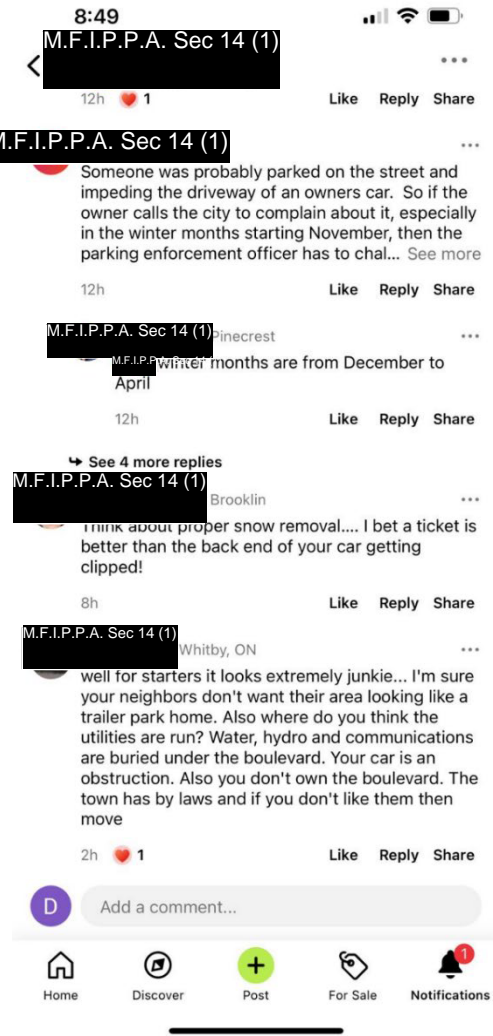 8:49
M.F.I.P.P.A. Sec 14 (1)
12h 1 Like Reply Share
M.F.I.P.P.A. Sec 14 (1)
Someone was probably parked on the street and
impeding the driveway of an owners car. So if the
owner calls the city to complain about it, especially
in the winter months starting November, then the
parking enforcement officer has to chal... See more
12h Like Reply Share
M.F.I.P.P.A. Sec 14 (1) Pinecrest
M.F.I.P.P.A. Sec 14 winter months are from December to
April
12h Like Reply Share
See 4 more replies
M.F.I.P.P.A. Sec 14 (1)
Brooklin
Think about proper snow removal.... I bet a ticket is
better than the back end of your car getting
clipped!
8h Like Reply Share
M.F.I.P.P.A. Sec 14 (1)
Whitby, ON
well for starters it looks extremely junkie... I'm sure
your neighbors don't want their area looking like a
trailer park home. Also where do you think the
utilities are run? Water, hydro and communications
are buried under the boulevard. Your car is an
obstruction. Also you don't own the boulevard. The
town has by laws and if you don't like them then
move
2h 1 Like Reply Share
D Add a comment...
1
Home Discover Post For Sale Notifications